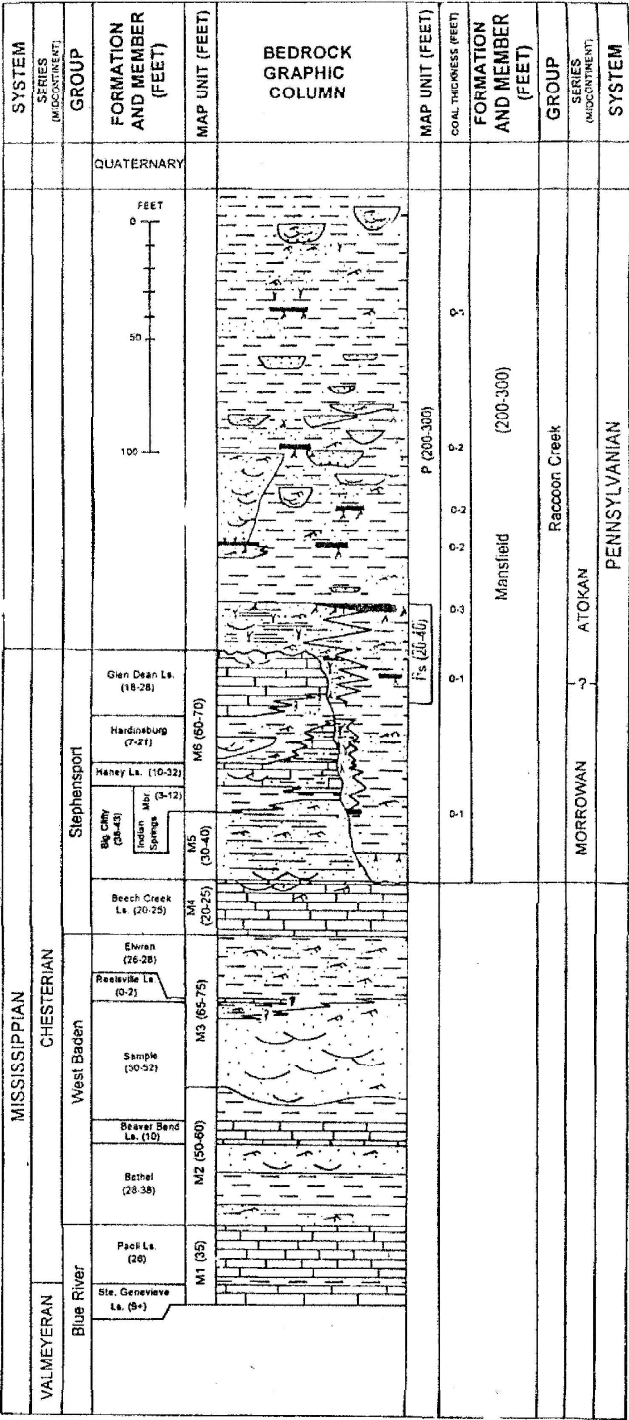 SYSTEM
SERIES
(MIDCONTINENT)
GROUP
FORMATION
AND MEMBER
(FEET)
MAP UNIT (FEET)
BEDROCK
GRAPHIC
COLUMN
MAP UNIT (FEET)
COAL THICKNESS (FEET)
FORMATION
AND MEMBER
(FEET)
GROUP
SERIES
(MIDCONTINENT)
SYSTEM
QUATERNARY
FEET
0
50
100
MISSISSIPPIAN
CHESTERIAN
VALMEYERAN
Stephensport
West Baden
Blue River
Glen Dean Ls.
(18-28)
Hardinsburg
(7-21)
Haney Ls. (10-32)
Big Clifty
(38-43)
Indian
Springs
Mbr.
(3-12)
Beech Creek
Ls. (20-25)
Elwren
(26-28)
Reelsville Ls.
(0-2)
Sample
(50-52)
Beaver Bend
Ls. (10)
Bethel
(28-38)
Paoli Ls.
(26)
Ste. Genevieve
Ls. (9+)
M6 (60-70)
M5
(30-40)
M4
(20-25)
M3 (65-75)
M2 (50-60)
M1 (35)
P (200-300)
(20-40)
0-2
0-2
0-2
0-3
0-1
0-1
Mansfield
(200-300)
Raccoon Creek
ATOKAN
?
MORROWAN
PENNSYLVANIAN